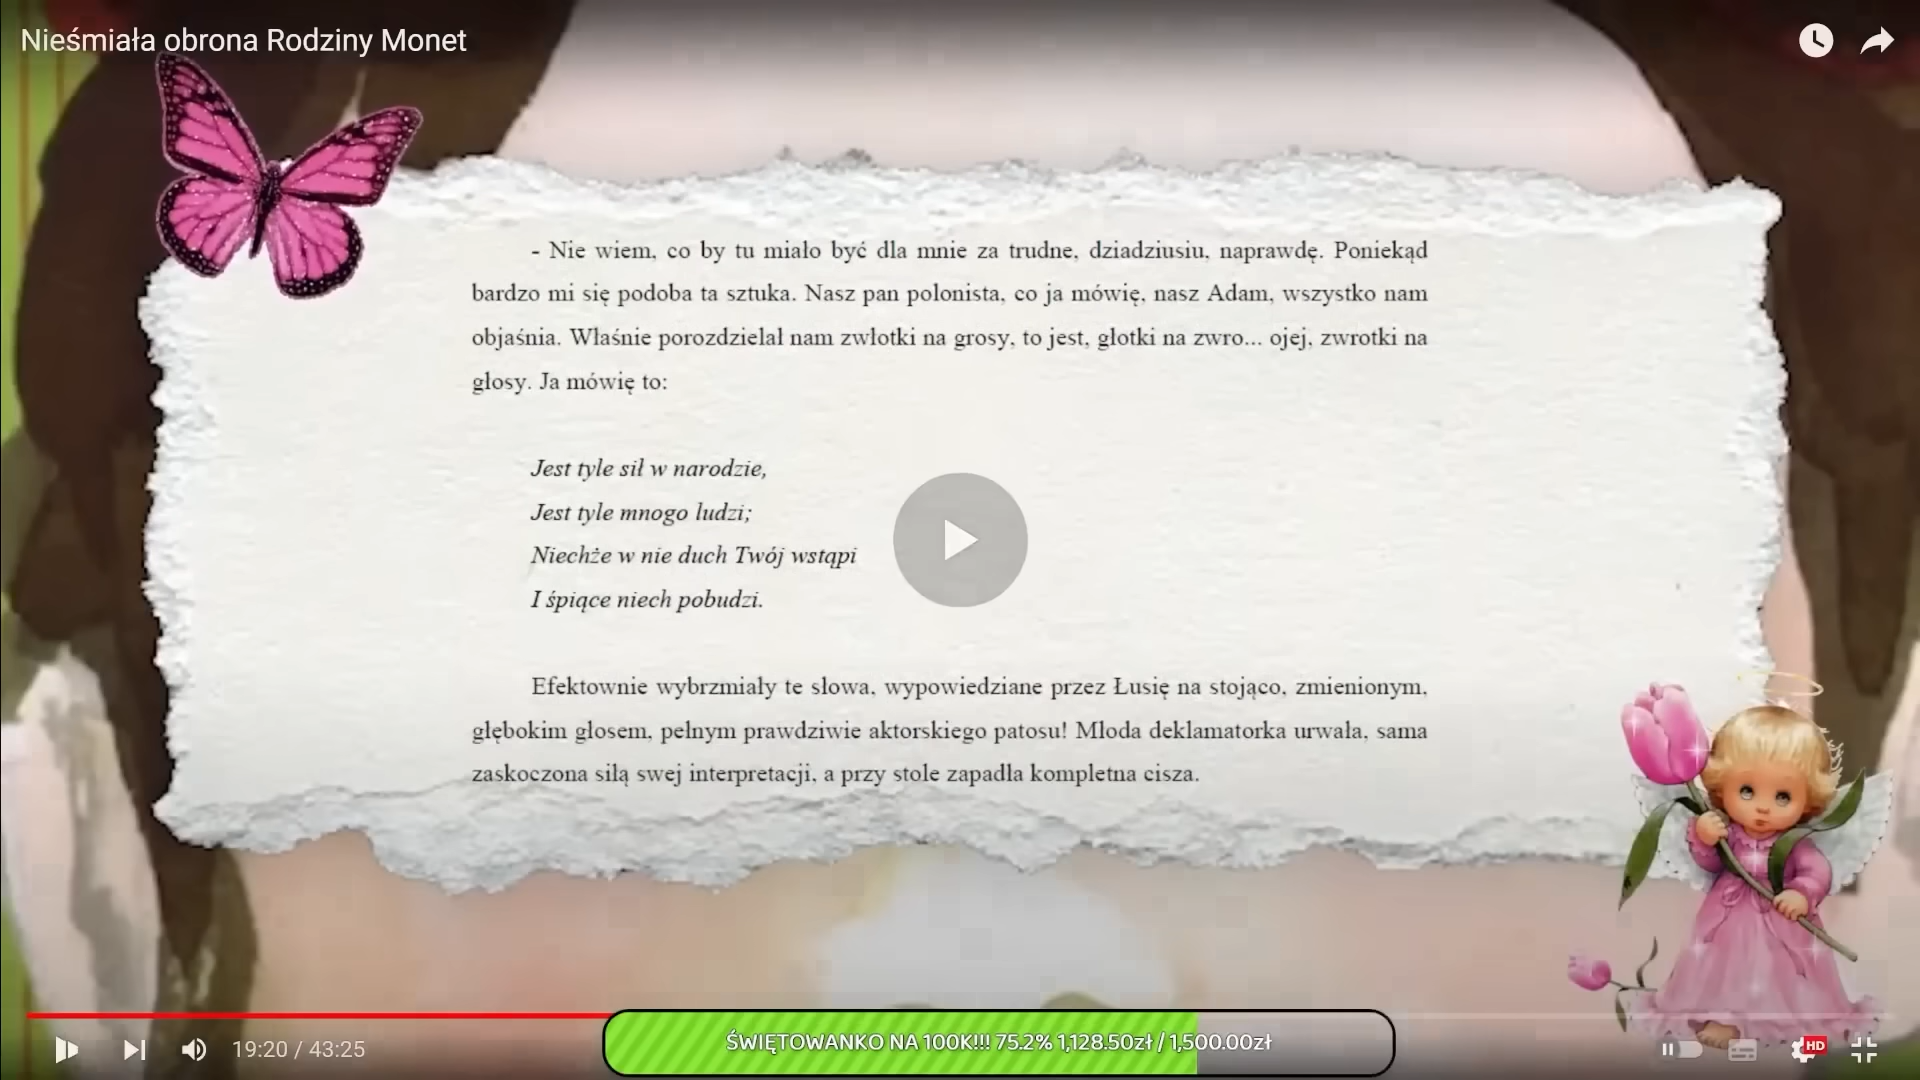 Nieśmiała obrona Rodziny Monet
- Nie wiem, co by tu miało być dla mnie za trudne, dziadziusiu, naprawdę. Poniekąd
bardzo mi się podoba ta sztuka. Nasz pan polonista, co ja mówię, nasz Adam, wszystko nam
objaśnia. Właśnie porozdzielał nam zwłotki na grosy, to jest, głotki na zwro... ojej, zwrotki na
głosy. Ja mówię to:
Jest tyle sił w narodzie,
Jest tyle mnogo ludzi;
Niechże w nie duch Twój wstąpi
I śpiące niech pobudzi.
Efektownie wybrzmiały te słowa, wypowiedziane przez Łusię na stojąco, zmienionym,
głębokim głosem, pełnym prawdziwie aktorskiego patosu! Młoda deklamatorka urwała, sama
zaskoczona siłą swej interpretacji, a przy stole zapadła kompletna cisza.
19:20 / 43:25
ŚWIĘTOWANKO NA 100K!!! 75.2% 1,128.50zł / 1,500.00zł
HD